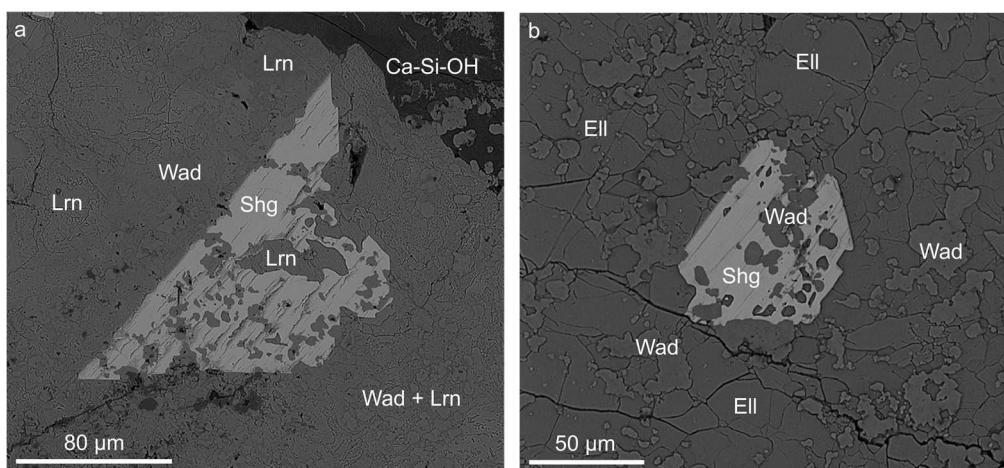 a
Lrn
Ca-Si-OH
Wad
Lrn
Shg
Lrn
Wad + Lrn
80 µm
b
Ell
Ell
Wad
Wad
Shg
Wad
Ell
50 µm